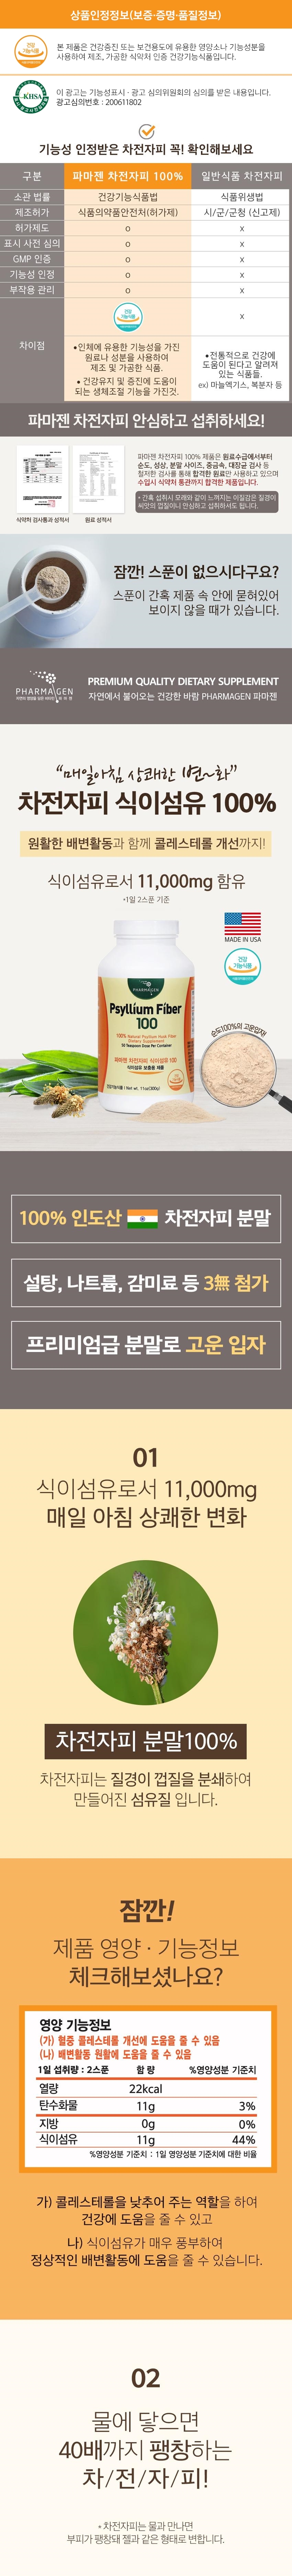 상품인정정보(보증·증명·품질정보)
본 제품은 건강증진 또는 보건용도에 유용한 영양소나 기능성분을
사용하여 제조, 가공한 식약처 인증 건강기능식품입니다.
KHSA
이 광고는 기능성표시·광고 심의위원회의 심의를 받은 내용입니다.
광고심의번호 : 200611802
기능성 인정받은 차전자피 꼭! 확인해보세요
구분 파마젠 차전자피 100% 일반식품 차전자피
소관 법률 건강기능식품법 식품위생법
제조허가 식품의약품안전처(허가제) 시/군/군청 (신고제)
허가제도 o x
표시 사전 심의 o x
GMP 인증 o x
기능성 인정 o x
부작용 관리 o x
건강
기능식품
x
차이점
•인체에 유용한 기능성을 가진
원료나 성분을 사용하여
제조 및 가공한 식품.
• 건강유지 및 증진에 도움이
되는 생체조절 기능을 가진것.
•전통적으로 건강에
도움이 된다고 알려져
있는 식품들.
ex) 마늘엑기스, 복분자 등
파마젠 차전자피 안심하고 섭취하세요!
파마젠 차전자피 100% 제품은 원료수급에서부터
순도, 성상, 분말 사이즈, 중금속, 대장균 검사 등
철저한 검사를 통해 합격한 원료만 사용하고 있으며
수입시 식약처 통관까지 합격한 제품입니다.
* 간혹 섭취시 모래와 같이 느껴지는 이질감은 질경이
씨앗의 껍질이니 안심하고 섭취하셔도 됩니다.
식약처 검사통과 성적서 원료 성적서
잠깐! 스푼이 없으시다구요?
스푼이 간혹 제품 속 안에 묻혀있어
보이지 않을 때가 있습니다.
PHARMAGEN
PREMIUM QUALITY DIETARY SUPPLEMENT
자연에서 불어오는 건강한 바람 PHARMAGEN 파마젠
“매일아침 상쾌한 변~화”
차전자피 식이섬유 100%
원활한 배변활동과 함께 콜레스테롤 개선까지!
식이섬유로서 11,000mg 함유
*1일 2스푼 기준
MADE IN USA
건강
기능식품
PHARMAGEN
Psyllium Fiber
100
100% Natural Psyllium Husk Fiber
Dietary Supplement
50 Teaspoon Dose Per Container
파마젠 차전자피 식이섬유 100
식이섬유 보충용 제품
건강기능식품 | Net wt. 11oz(300g)
순도100%의 고운입자!
100% 인도산 차전자피 분말
설탕, 나트륨, 감미료 등 3無 첨가
프리미엄급 분말로 고운 입자
01
식이섬유로서 11,000mg
매일 아침 상쾌한 변화
차전자피 분말100%
차전자피는 질경이 껍질을 분쇄하여
만들어진 섬유질 입니다.
잠깐!
제품 영양 · 기능정보
체크해보셨나요?
영양 기능정보
(가) 혈중 콜레스테롤 개선에 도움을 줄 수 있음
(나) 배변활동 원활에 도움을 줄 수 있음
1일 섭취량 : 2스푼 함 량 %영양성분 기준치
열량 22kcal
탄수화물 11g 3%
지방 0g 0%
식이섬유 11g 44%
%영양성분 기준치 : 1일 영양성분 기준치에 대한 비율
가) 콜레스테롤을 낮추어 주는 역할을 하여
건강에 도움을 줄 수 있고
나) 식이섬유가 매우 풍부하여
정상적인 배변활동에 도움을 줄 수 있습니다.
02
물에 닿으면
40배까지 팽창하는
차/전/자/피!
*차전자피는 물과 만나면
부피가 팽창돼 젤과 같은 형태로 변합니다.